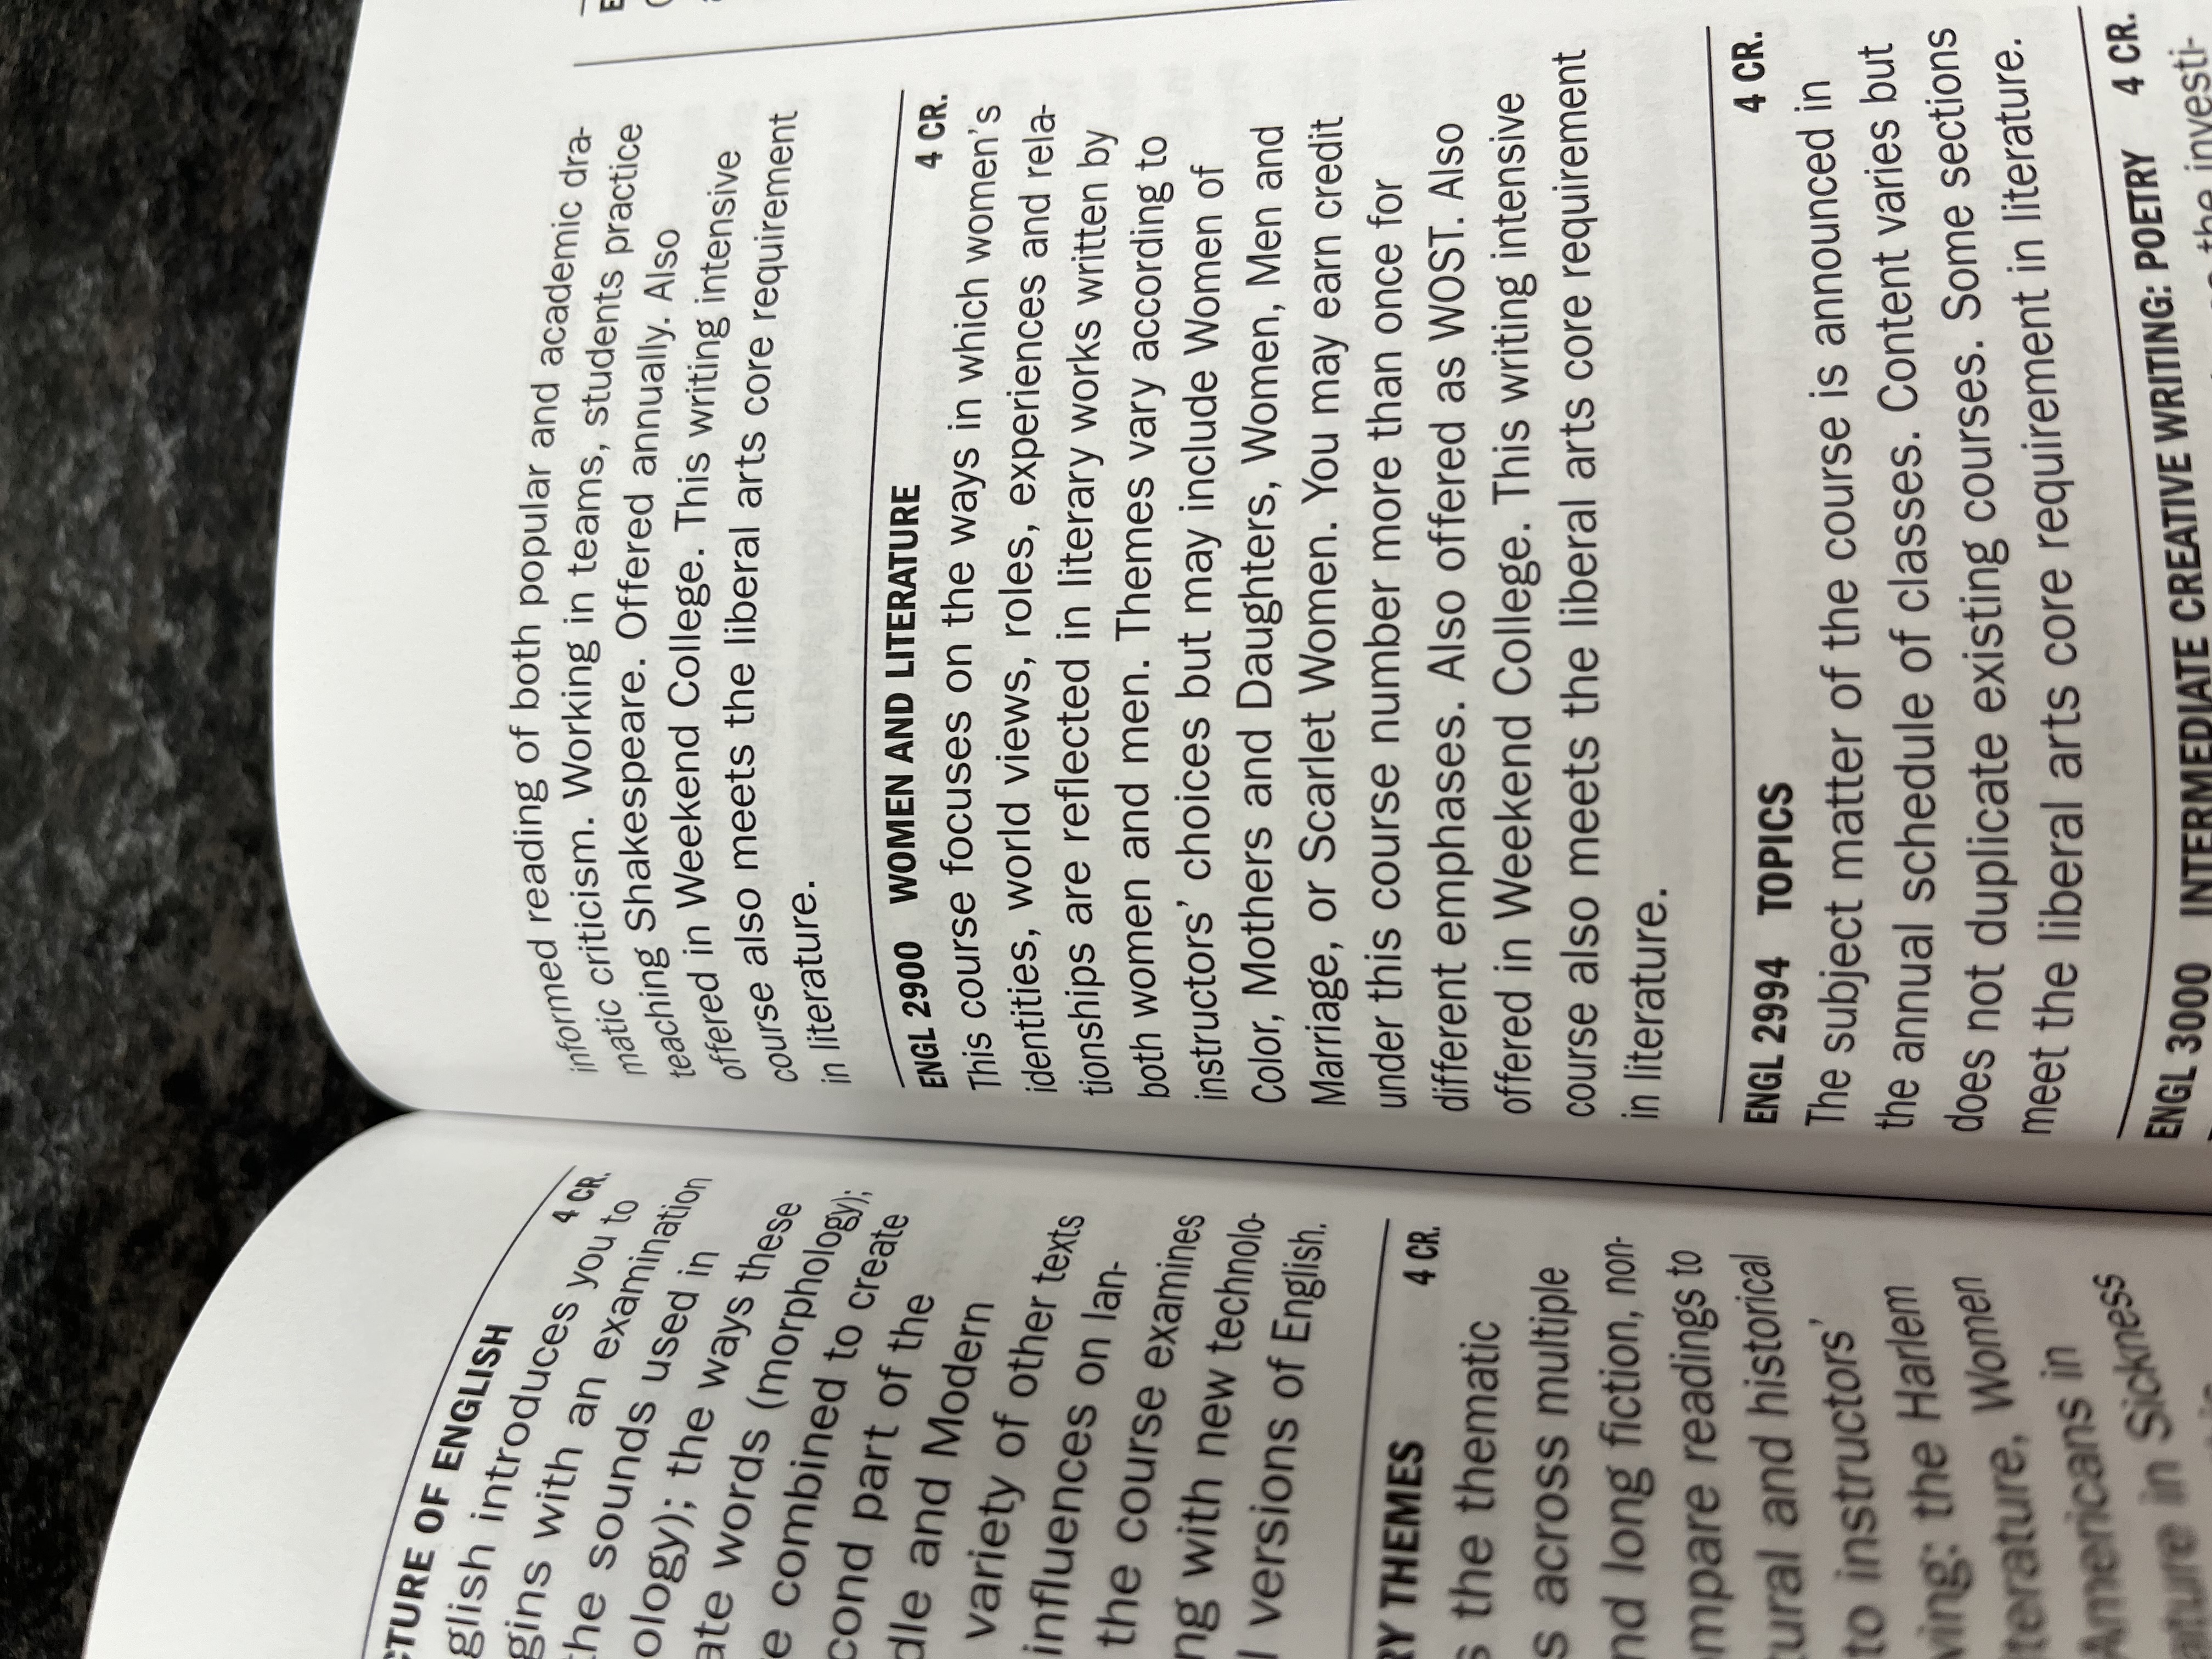 CTURE OF ENGLISH
4 CR.
glish introduces you to
gins with an examination
the sounds used in
ology); the ways these
ate words (morphology);
e combined to create
cond part of the
dle and Modern
variety of other texts
influences on lan-
the course examines
ng with new technolo-
l versions of English.
RY THEMES 4 CR.
s the thematic
s across multiple
nd long fiction, non-
ompare readings to
tural and historical
to instructors'
wing: the Harlem
iterature, Women
Americans in
ature in Sickness
informed reading of both popular and academic dra-
matic criticism. Working in teams, students practice
teaching Shakespeare. Offered annually. Also
offered in Weekend College. This writing intensive
course also meets the liberal arts core requirement
in literature.
ENGL 2900 WOMEN AND LITERATURE 4 CR.
This course focuses on the ways in which women's
identities, world views, roles, experiences and rela-
tionships are reflected in literary works written by
both women and men. Themes vary according to
instructors' choices but may include Women of
Color, Mothers and Daughters, Women, Men and
Marriage, or Scarlet Women. You may earn credit
under this course number more than once for
different emphases. Also offered as WOST. Also
offered in Weekend College. This writing intensive
course also meets the liberal arts core requirement
in literature.
ENGL 2994 TOPICS 4 CR.
The subject matter of the course is announced in
the annual schedule of classes. Content varies but
does not duplicate existing courses. Some sections
meet the liberal arts core requirement in literature.
ENGL 3000 INTERMEDIATE CREATIVE WRITING: POETRY 4 CR.
the investi-